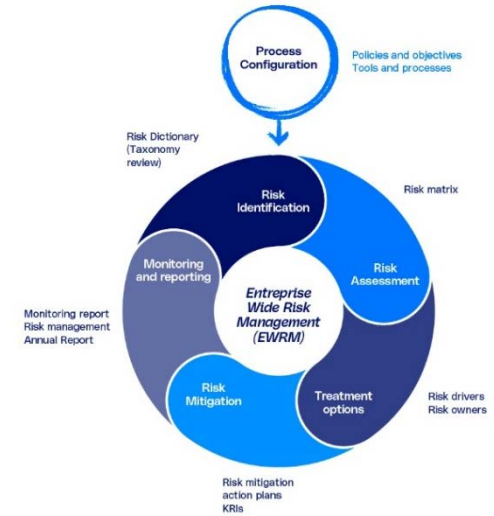 Process
Configuration
Policies and objectives
Tools and processes
Risk Dictionary
(Taxonomy
review)
Risk
Identification
Risk matrix
Risk
Assessment
Monitoring
and reporting
Entreprise
Wide Risk
Management
(EWRM)
Monitoring report
Risk management
Annual Report
Risk
Mitigation
Treatment
options
Risk drivers
Risk owners
Risk mitigation
action plans
KRIs